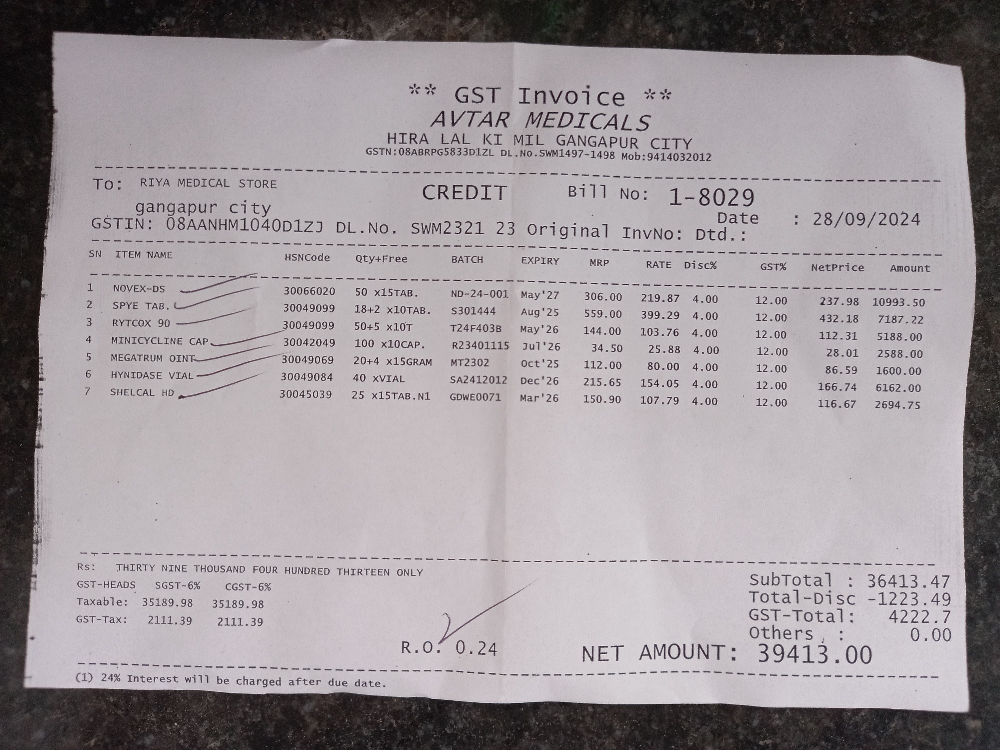 ** GST Invoice **
AVTAR MEDICALS
HIRA LAL KI MIL GANGAPUR CITY
GSTN:08ABRPG5833D1ZL DL.No.SWM1497-1498 Mob:9414032012
To: RIYA MEDICAL STORE CREDIT Bill No: 1-8029
gangapur city Date : 28/09/2024
GSTIN: 08AANHM1040D1ZJ DL.No. SWM2321 23 Original InvNo: Dtd.:
SN ITEM NAME HSNCode Qty+Free BATCH EXPIRY MRP RATE Disc% GST% NetPrice Amount
1 NOVEX-DS 30066020 50 x15TAB. ND-24-001 May'27 306.00 219.87 4.00 12.00 237.98 10993.50
2 SPYE TAB. 30049099 18+2 x10TAB. S301444 Aug'25 559.00 399.29 4.00 12.00 432.18 7187.22
3 RYTCOX 90 30049099 50+5 x10T T24F403B May'26 144.00 103.76 4.00 12.00 112.31 5188.00
4 MINICYCLINE CAP 30042049 100 x10CAP. R23401115 Jul'26 34.50 25.88 4.00 12.00 28.01 2588.00
5 MEGATRUM OINT 30049069 20+4 x15GRAM MT2302 Oct'25 112.00 80.00 4.00 12.00 86.59 1600.00
6 HYNIDASE VIAL 30049084 40 xVIAL SA2412012 Dec'26 215.65 154.05 4.00 12.00 166.74 6162.00
7 SHELCAL HD 30045039 25 x15TAB.N1 GDWE0071 Mar'26 150.90 107.79 4.00 12.00 116.67 2694.75
Rs: THIRTY NINE THOUSAND FOUR HUNDRED THIRTEEN ONLY
GST-HEADS SGST-6% CGST-6% SubTotal : 36413.47
Taxable: 35189.98 35189.98 Total-Disc -1223.49
GST-Tax: 2111.39 2111.39 GST-Total: 4222.7
Others : 0.00
R.O. 0.24 NET AMOUNT: 39413.00
(1) 24% Interest will be charged after due date.